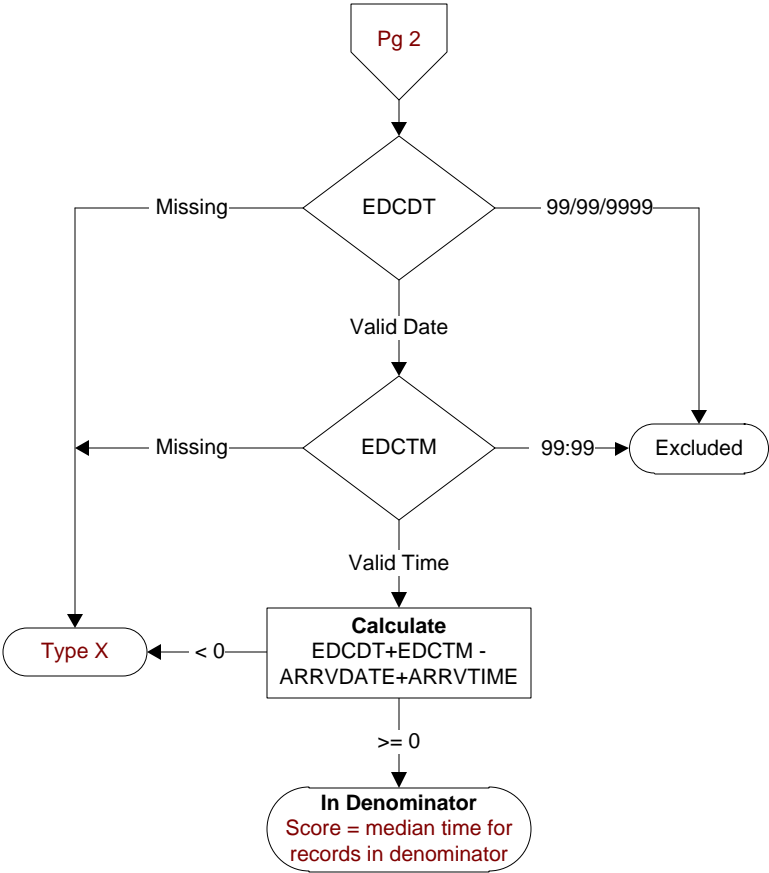 Pg 2
EDCDT
Missing
99/99/9999
Valid Date
EDCTM
Missing
99:99
Excluded
Valid Time
Calculate
EDCDT+EDCTM -
ARRVDATE+ARRVTIME
Type X
< 0
>= 0
In Denominator
Score = median time for
records in denominator